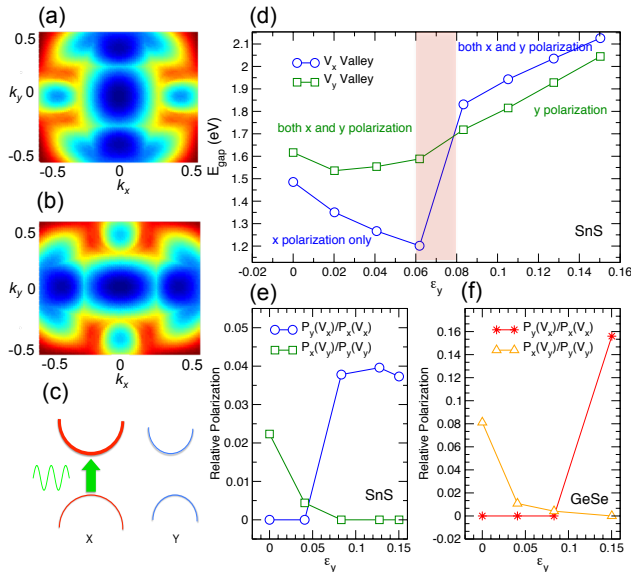 (a)
0.5
k_y 0
-0.5
-0.5 0 0.5
k_x
(b)
0.5
k_y 0
-0.5
-0.5 0 0.5
k_x
(c)
X Y
(d)
2.1
2
1.9
1.8
1.7
1.6
1.5
1.4
1.3
1.2
E_gap (eV)
V_x Valley
V_y Valley
both x and y polarization
both x and y polarization
y polarization
x polarization only
SnS
-0.02 0 0.02 0.04 0.06 0.08 0.10 0.12 0.14 0.16
ε_y
(e)
P_y(V_x)/P_x(V_x)
P_x(V_y)/P_y(V_y)
0.05
0.04
0.03
0.02
0.01
0
Relative Polarization
SnS
0 0.05 0.1 0.15
ε_y
(f)
P_y(V_x)/P_x(V_x)
P_x(V_y)/P_y(V_y)
0.16
0.14
0.12
0.10
0.08
0.06
0.04
0.02
0
-0.02
Relative Polarization
GeSe
0 0.05 0.1 0.15
ε_y